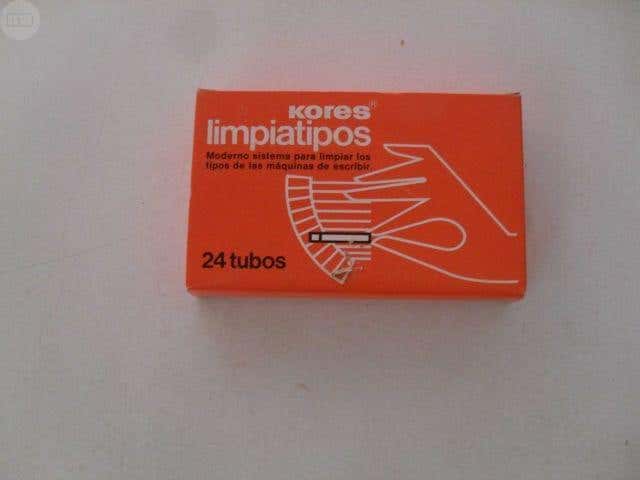 Kores®
limpiatipos
Moderno sistema para limpiar los
tipos de las máquinas de escribir.
24 tubos